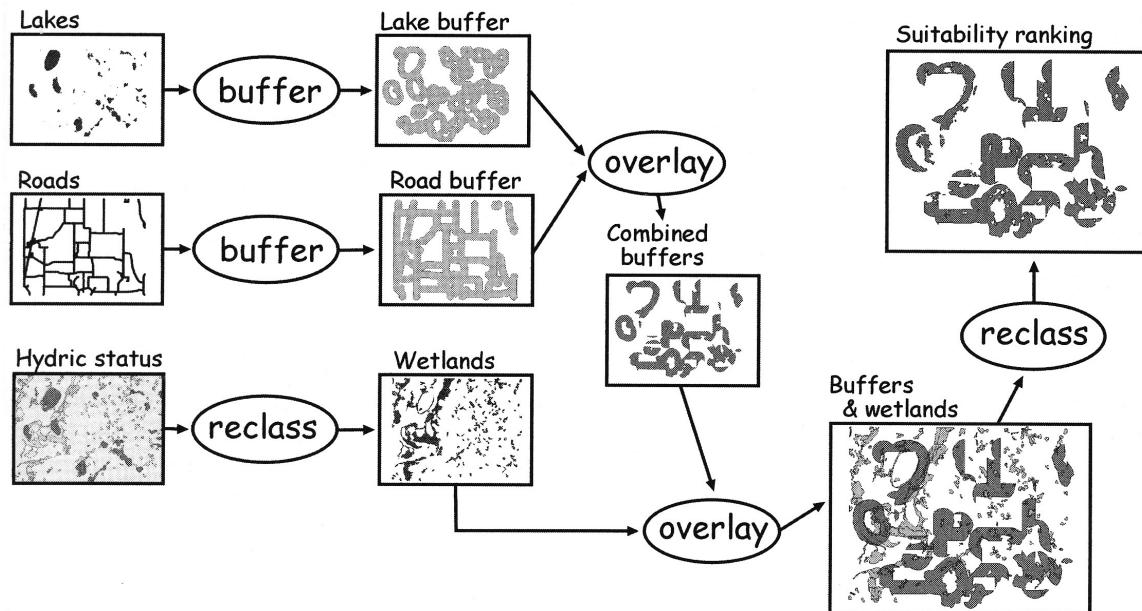 Lakes
buffer
Lake buffer
Roads
buffer
Road buffer
overlay
Combined
buffers
Hydric status
reclass
Wetlands
overlay
Buffers
& wetlands
reclass
Suitability ranking